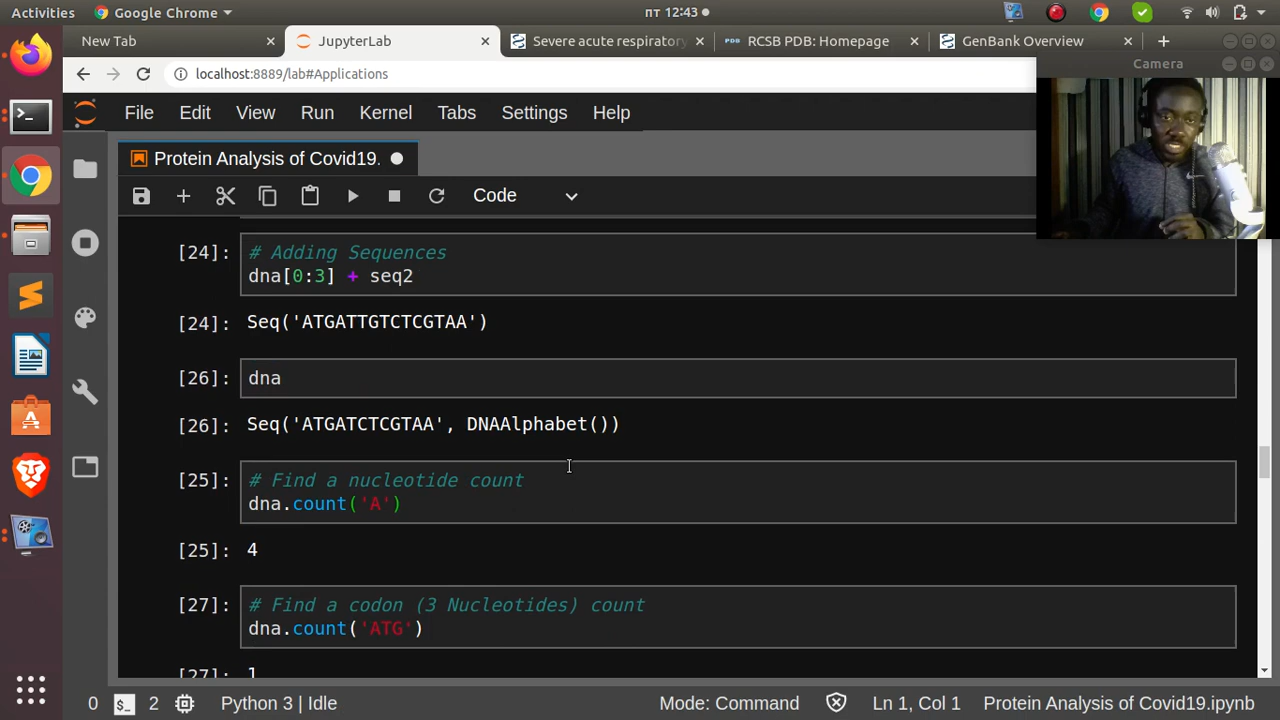 Activities
Google Chrome
пт 12:43
New Tab
JupyterLab
Severe acute respiratory
PDB
RCSB PDB: Homepage
GenBank Overview
localhost:8889/lab#Applications
Camera
File Edit View Run Kernel Tabs Settings Help
Protein Analysis of Covid19.
Code
[24]: # Adding Sequences
dna[0:3] + seq2
[24]: Seq('ATGATTGTCTCGTAA')
[26]: dna
[26]: Seq('ATGATCTCGTAA', DNAAlphabet())
[25]: # Find a nucleotide count
dna.count('A')
[25]: 4
[27]: # Find a codon (3 Nucleotides) count
dna.count('ATG')
[27]: 1
0 $_ 2 Python 3 | Idle Mode: Command Ln 1, Col 1 Protein Analysis of Covid19.ipynb